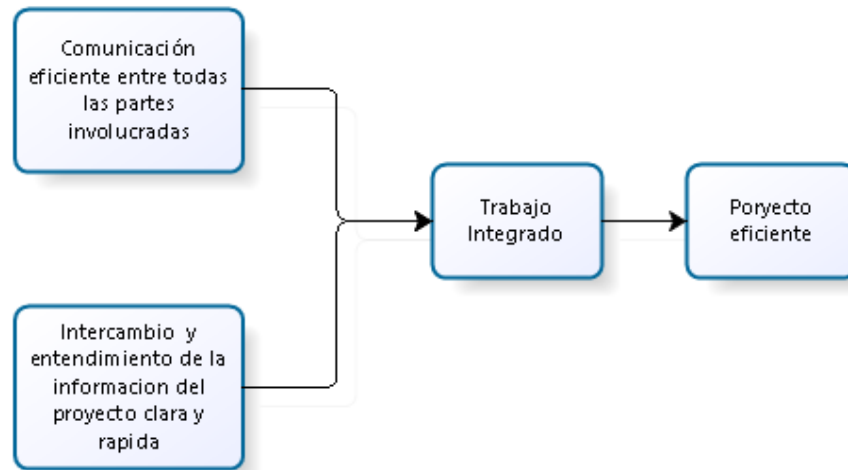 Comunicación
eficiente entre todas
las partes
involucradas
Trabajo
Integrado
Poryecto
eficiente
Intercambio y
entendimiento de la
informacion del
proyecto clara y
rapida